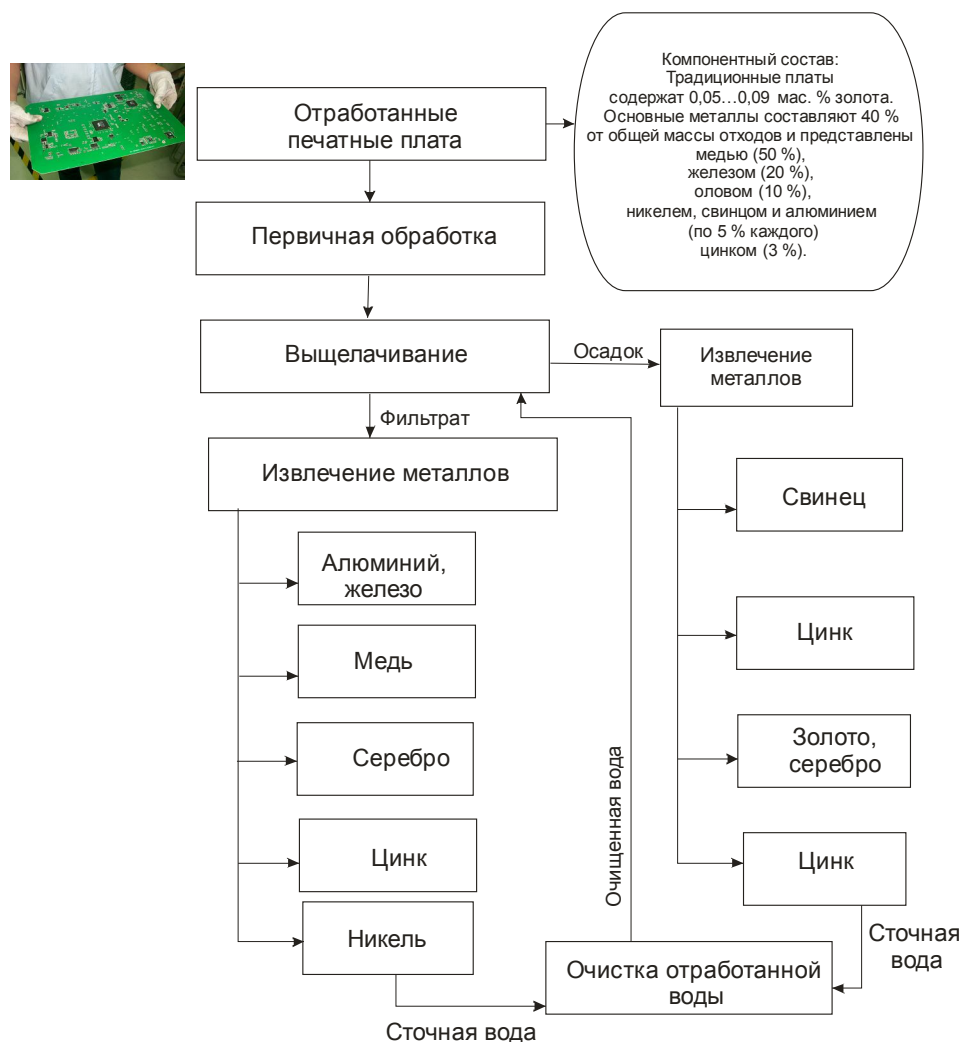 Отработанные
печатные плата
Компонентный состав:
Традиционные платы
содержат 0,05...0,09 мас. % золота.
Основные металлы составляют 40 %
от общей массы отходов и представлены
медью (50 %),
железом (20 %),
оловом (10 %),
никелем, свинцом и алюминием
(по 5 % каждого)
цинком (3 %).
Первичная обработка
Выщелачивание
Осадок
Извлечение
металлов
Фильтрат
Извлечение металлов
Алюминий,
железо
Медь
Серебро
Цинк
Никель
Свинец
Цинк
Золото,
серебро
Цинк
Очищенная вода
Сточная
вода
Очистка отработанной
воды
Сточная вода